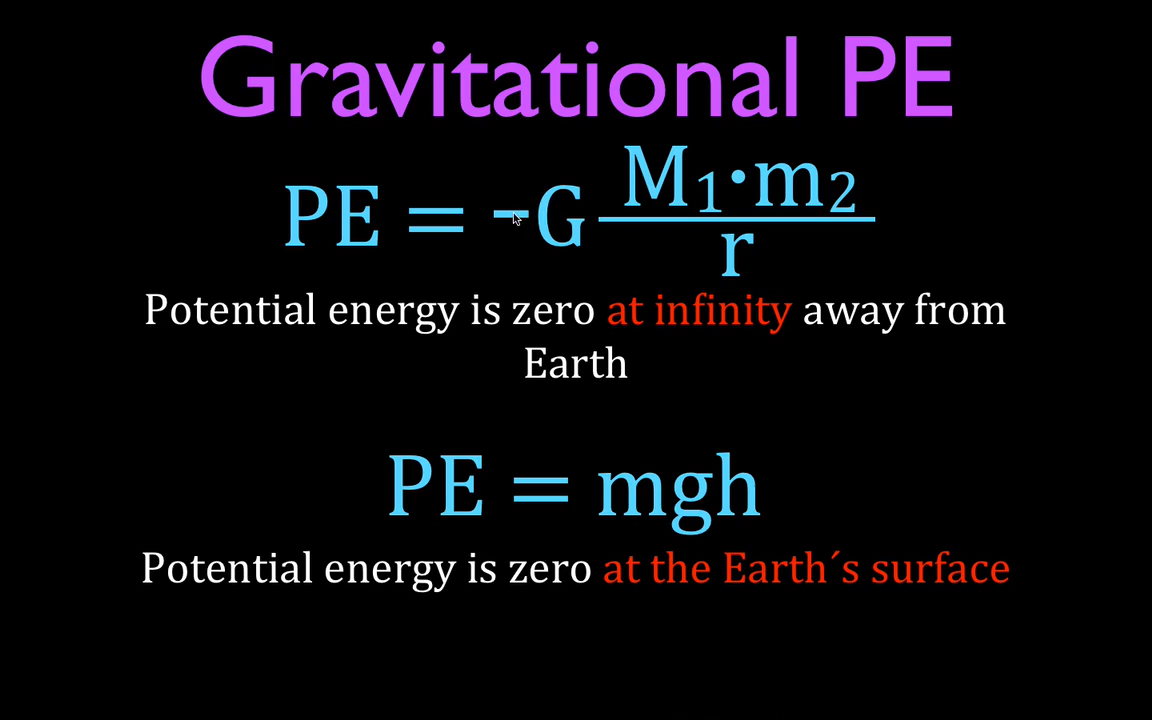 Gravitational PE
PE = -G M₁·m₂ / r
Potential energy is zero at infinity away from
Earth
PE = mgh
Potential energy is zero at the Earth´s surface